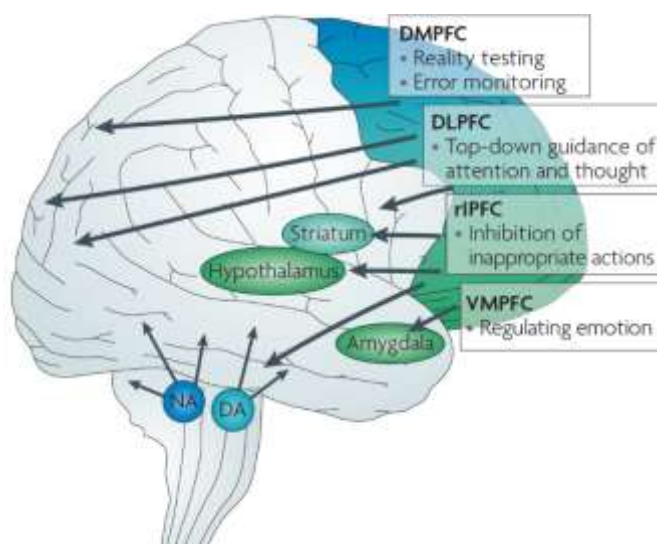 DMPFC
• Reality testing
• Error monitoring
DLPFC
• Top-down guidance of
attention and thought
rIPFC
• Inhibition of
inappropriate actions
Striatum
Hypothalamus
VMPFC
• Regulating emotion
Amygdala
NA
DA